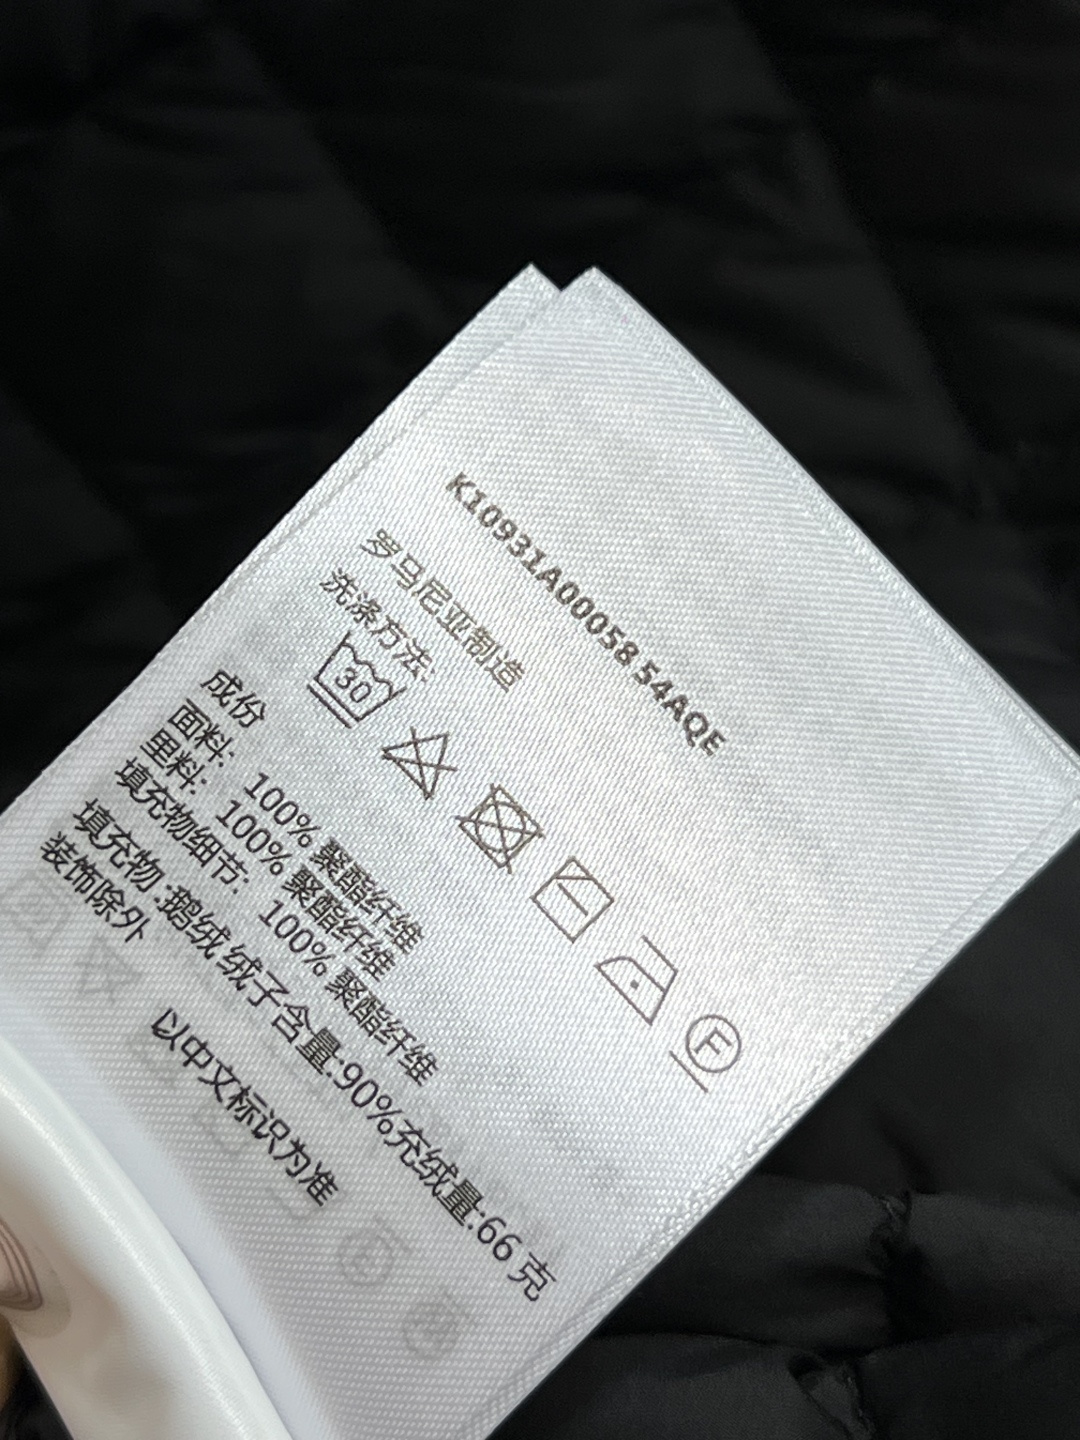 K10931A00058 54AQE
罗马尼亚制造
洗涤方法:
30
F
成份
面料: 100% 聚酯纤维
里料: 100% 聚酯纤维
填充物细节: 100% 聚酯纤维
填充物:鹅绒 绒子含量:90%充绒量:66 克
装饰除外
以中文标识为准